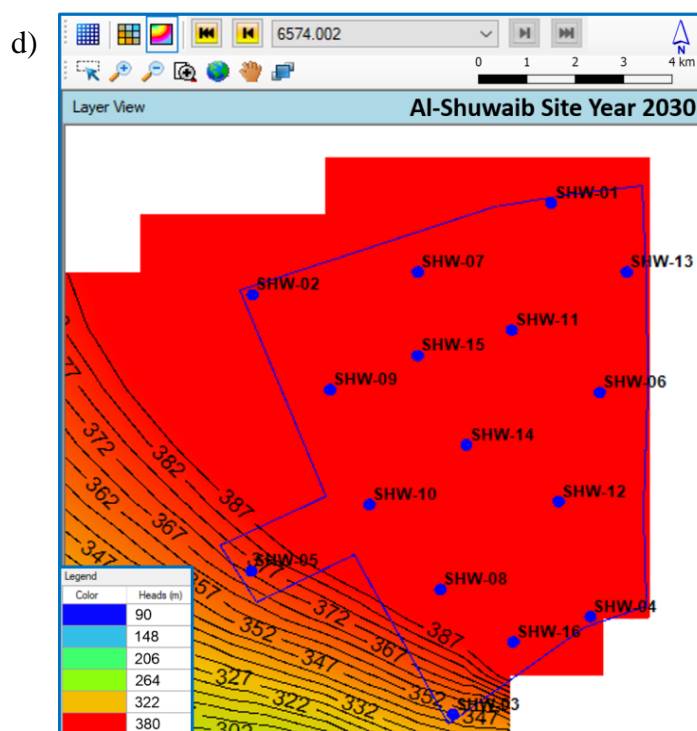 d)
6574.002
N
0 1 2 3 4 km
Layer View
Al-Shuwaib Site Year 2030
SHW-01
SHW-07
SHW-13
SHW-02
SHW-11
SHW-15
SHW-09
SHW-06
SHW-14
SHW-10
SHW-12
SHW-05
SHW-08
SHW-04
SHW-16
SHW-03
372
382
387
362
367
377
347
357
372
387
352
367
347
327
352
322
332
347
Legend
Color Heads (m)
90
148
206
264
322
380